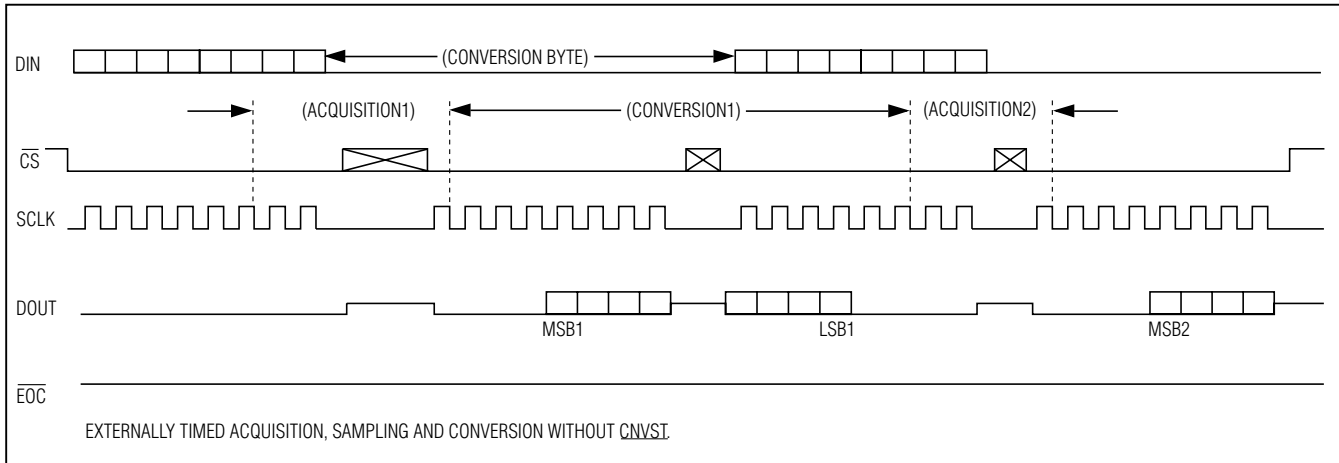 DIN
(CONVERSION BYTE)
(ACQUISITION1)
(CONVERSION1)
(ACQUISITION2)
CS
SCLK
DOUT
MSB1
LSB1
MSB2
EOC
EXTERNALLY TIMED ACQUISITION, SAMPLING AND CONVERSION WITHOUT CNVST.